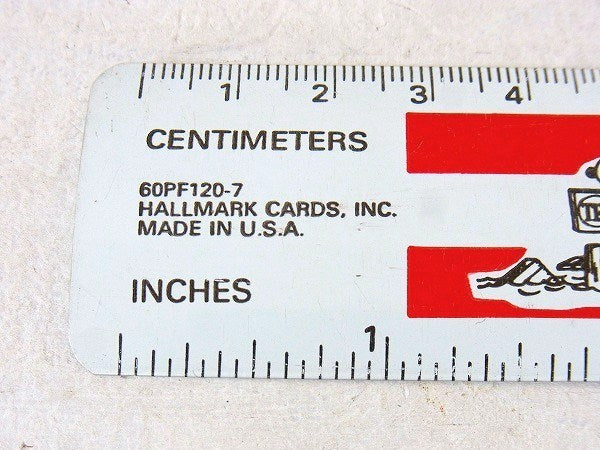 1 2 3 4
CENTIMETERS
60PF120-7
HALLMARK CARDS, INC.
MADE IN U.S.A.
INCHES
1